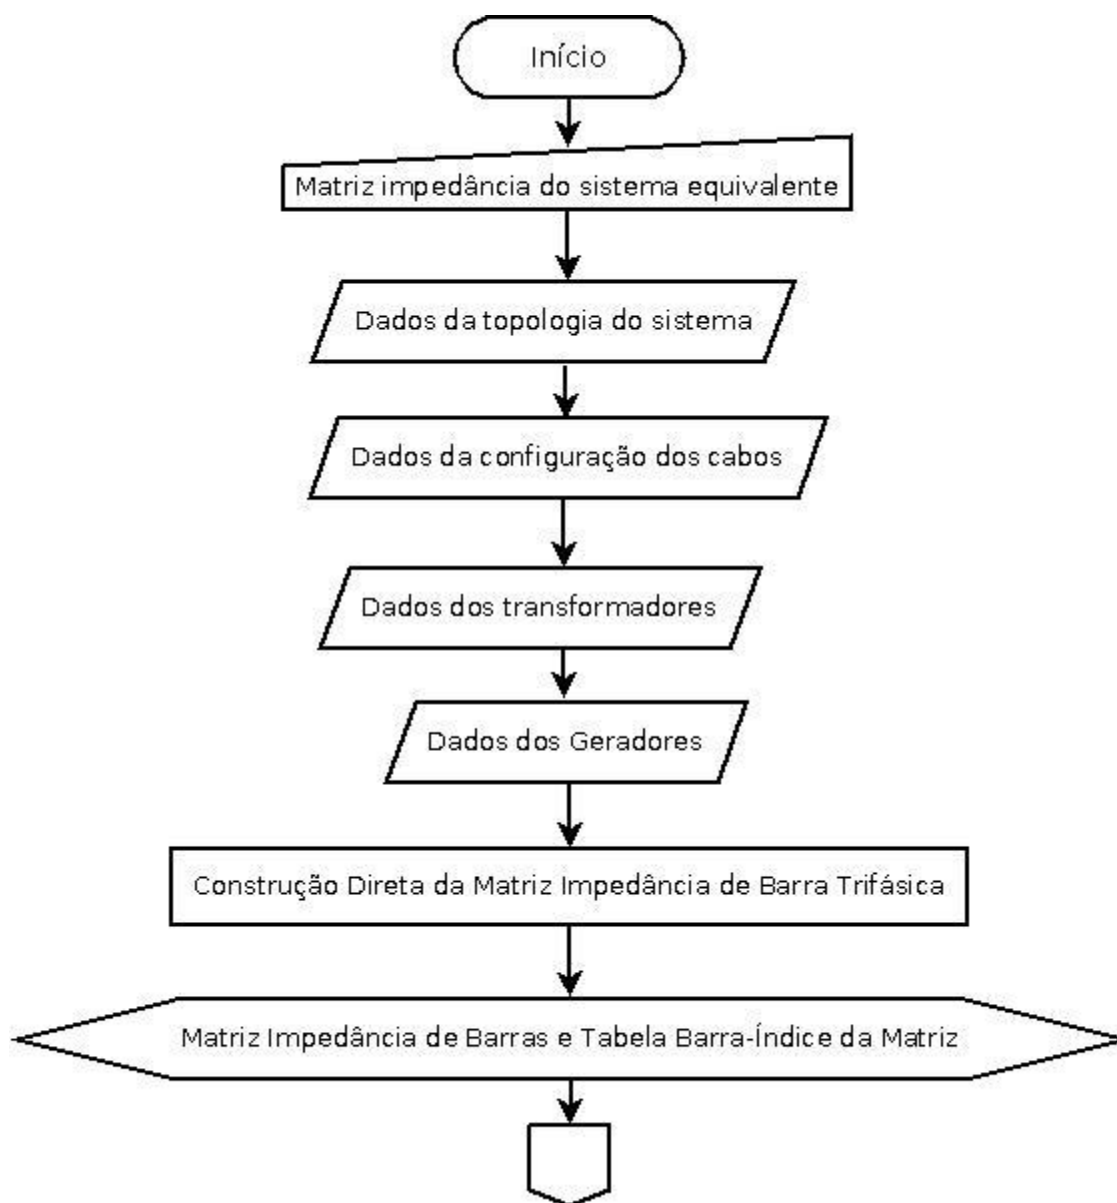 Início
Matriz impedância do sistema equivalente
Dados da topologia do sistema
Dados da configuração dos cabos
Dados dos transformadores
Dados dos Geradores
Construção Direta da Matriz Impedância de Barra Trifásica
Matriz Impedância de Barras e Tabela Barra-Índice da Matriz